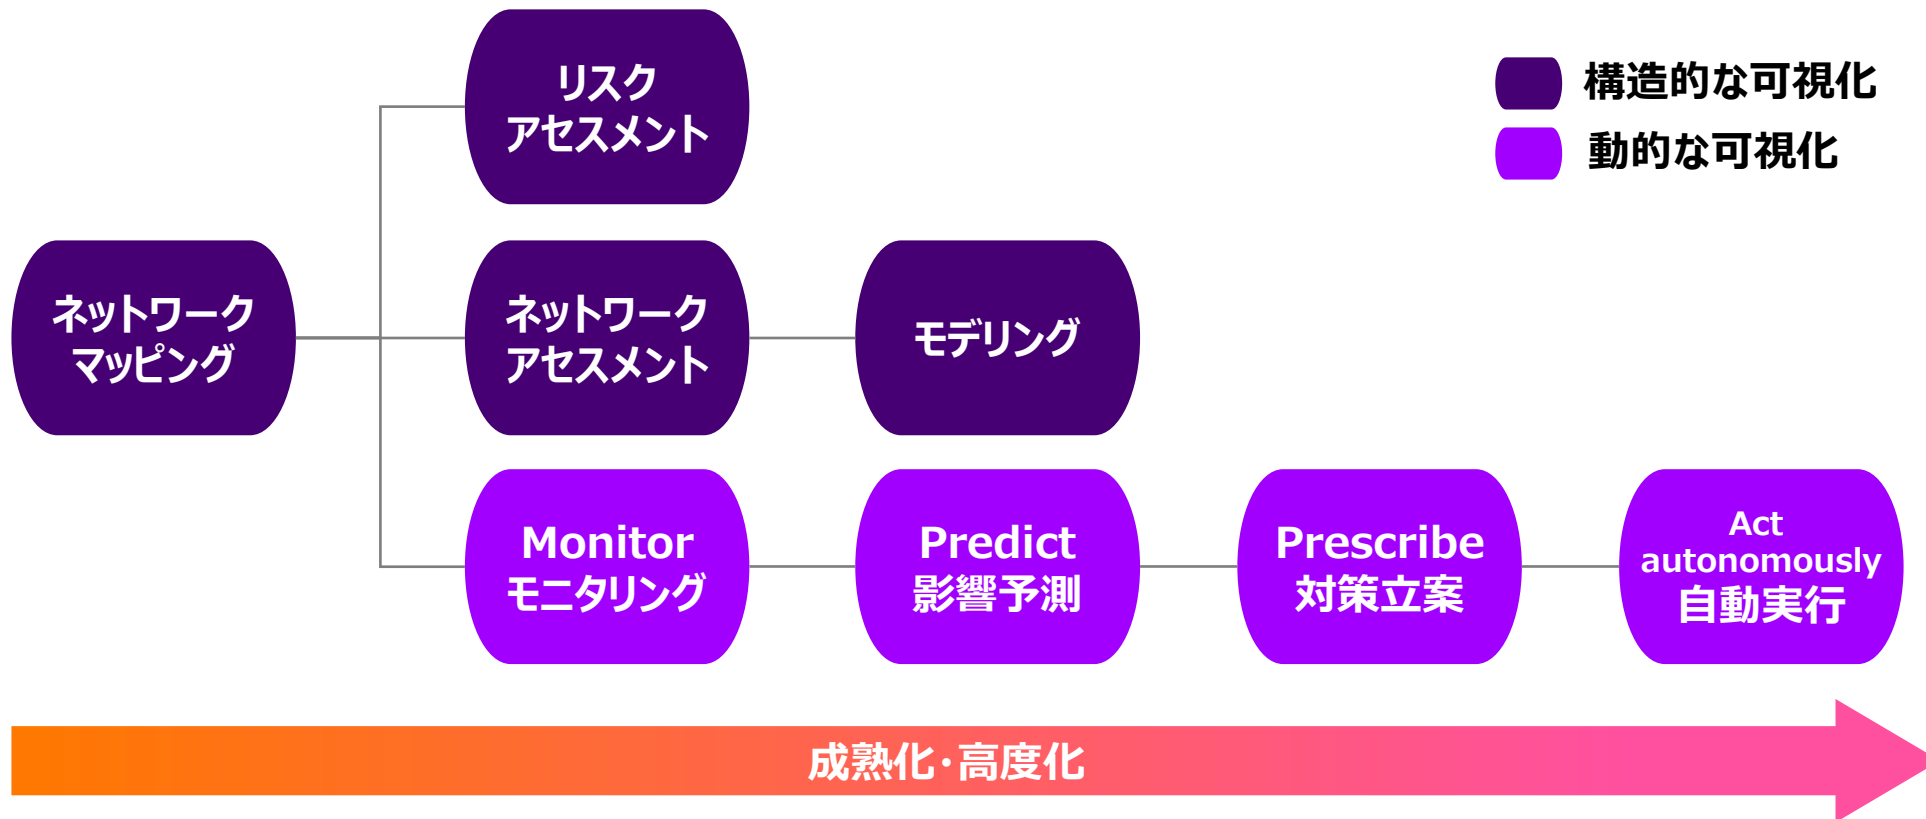 リスク
アセスメント
構造的な可視化
動的な可視化
ネットワーク
マッピング
ネットワーク
アセスメント
モデリング
Monitor
モニタリング
Predict
影響予測
Prescribe
対策立案
Act
autonomously
自動実行
成熟化・高度化